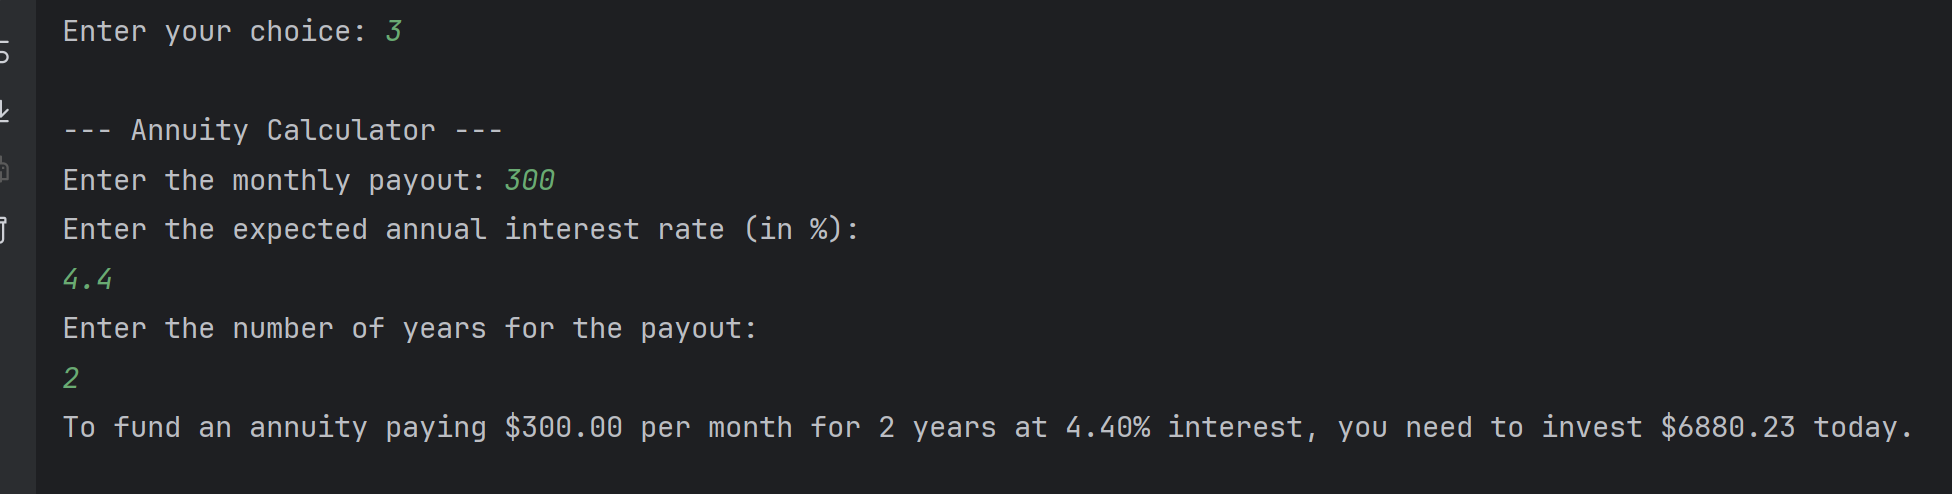 Enter your choice: 3
--- Annuity Calculator ---
Enter the monthly payout: 300
Enter the expected annual interest rate (in %):
4.4
Enter the number of years for the payout:
2
To fund an annuity paying $300.00 per month for 2 years at 4.40% interest, you need to invest $6880.23 today.